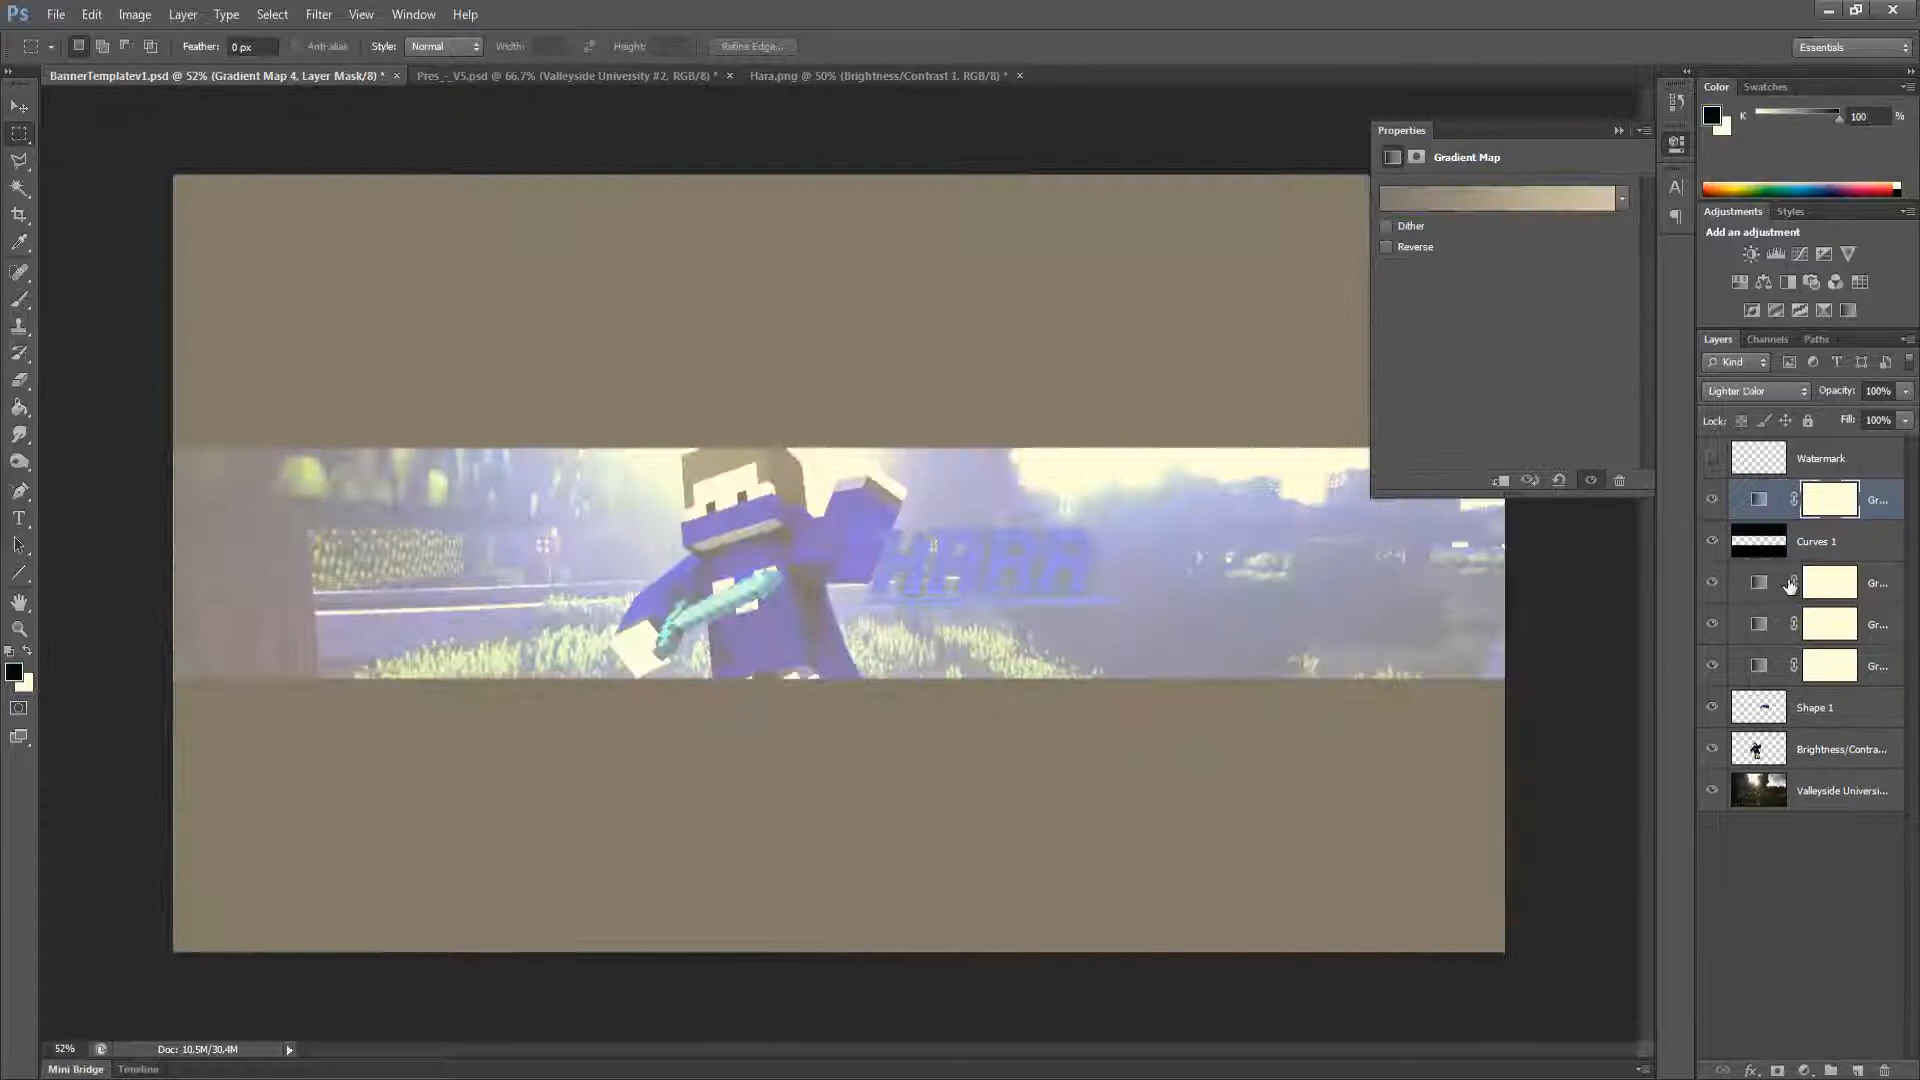 Ps File Edit Image Layer Type Select Filter View Window Help
Feather: 0 px Anti-alias Style: Normal Width: Height: Refine Edge... Essentials
BannerTemplatev1.psd @ 52% (Gradient Map 4, Layer Mask/8) * × Pres_-_V5.psd @ 66.7% (Valleyside University #2, RGB/8) * × Hara.png @ 50% (Brightness/Contrast 1, RGB/8) * ×
Color Swatches
K 100 %
Properties
Gradient Map
Dither
Reverse
Adjustments Styles
Add an adjustment
Layers Channels Paths
Kind
Lighter Color Opacity: 100%
Lock: Fill: 100%
Watermark
Gr...
Curves 1
Gr...
Gr...
Gr...
Shape 1
Brightness/Contra...
Valleyside Universi...
HARA
52% Doc: 10,5M/30,4M
Mini Bridge Timeline